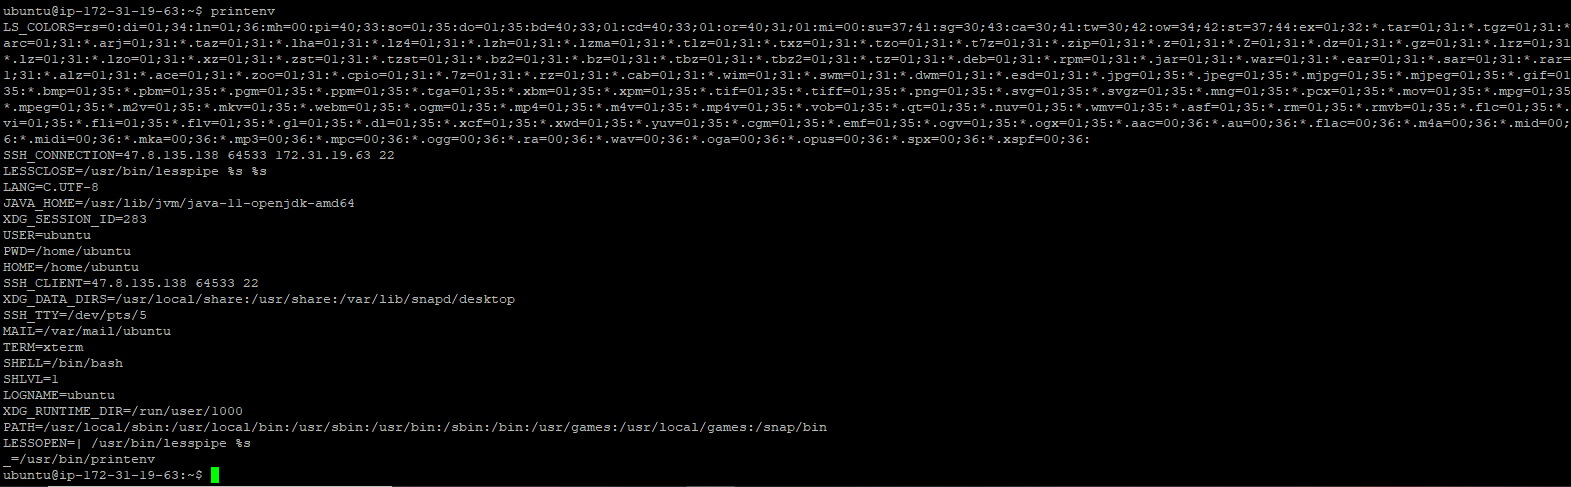 ubuntu@ip-172-31-19-63:~$ printenv
LS_COLORS=rs=0:di=01;34:ln=01;36:mh=00:pi=40;33:so=01;35:do=01;35:bd=40;33;01:cd=40;33;01:or=40;31;01:mi=00:su=37;41:sg=30;43:ca=30;41:tw=30;42:ow=34;42:st=37;44:ex=01;32:*.tar=01;31:*.tgz=01;31:*
arc=01;31:*.arj=01;31:*.taz=01;31:*.lha=01;31:*.lz4=01;31:*.lzh=01;31:*.lzma=01;31:*.tlz=01;31:*.txz=01;31:*.tzo=01;31:*.t7z=01;31:*.zip=01;31:*.z=01;31:*.Z=01;31:*.dz=01;31:*.gz=01;31:*.lrz=01;31
*.lz=01;31:*.lzo=01;31:*.xz=01;31:*.zst=01;31:*.tzst=01;31:*.bz2=01;31:*.bz=01;31:*.tbz=01;31:*.tbz2=01;31:*.tz=01;31:*.deb=01;31:*.rpm=01;31:*.jar=01;31:*.war=01;31:*.ear=01;31:*.sar=01;31:*.rar=
1;31:*.alz=01;31:*.ace=01;31:*.zoo=01;31:*.cpio=01;31:*.7z=01;31:*.rz=01;31:*.cab=01;31:*.wim=01;31:*.swm=01;31:*.dwm=01;31:*.esd=01;31:*.jpg=01;35:*.jpeg=01;35:*.mjpg=01;35:*.mjpeg=01;35:*.gif=01
35:*.bmp=01;35:*.pbm=01;35:*.pgm=01;35:*.ppm=01;35:*.tga=01;35:*.xbm=01;35:*.xpm=01;35:*.tif=01;35:*.tiff=01;35:*.png=01;35:*.svg=01;35:*.svgz=01;35:*.mng=01;35:*.pcx=01;35:*.mov=01;35:*.mpg=01;35
*.mpeg=01;35:*.m2v=01;35:*.mkv=01;35:*.webm=01;35:*.ogm=01;35:*.mp4=01;35:*.m4v=01;35:*.mp4v=01;35:*.vob=01;35:*.qt=01;35:*.nuv=01;35:*.wmv=01;35:*.asf=01;35:*.rm=01;35:*.rmvb=01;35:*.flc=01;35:*.
vi=01;35:*.fli=01;35:*.flv=01;35:*.gl=01;35:*.dl=01;35:*.xcf=01;35:*.xwd=01;35:*.yuv=01;35:*.cgm=01;35:*.emf=01;35:*.ogv=01;35:*.ogx=01;35:*.aac=00;36:*.au=00;36:*.flac=00;36:*.m4a=00;36:*.mid=00;
6:*.midi=00;36:*.mka=00;36:*.mp3=00;36:*.mpc=00;36:*.ogg=00;36:*.ra=00;36:*.wav=00;36:*.oga=00;36:*.opus=00;36:*.spx=00;36:*.xspf=00;36:
SSH_CONNECTION=47.8.135.138 64533 172.31.19.63 22
LESSCLOSE=/usr/bin/lesspipe %s %s
LANG=C.UTF-8
JAVA_HOME=/usr/lib/jvm/java-11-openjdk-amd64
XDG_SESSION_ID=283
USER=ubuntu
PWD=/home/ubuntu
HOME=/home/ubuntu
SSH_CLIENT=47.8.135.138 64533 22
XDG_DATA_DIRS=/usr/local/share:/usr/share:/var/lib/snapd/desktop
SSH_TTY=/dev/pts/5
MAIL=/var/mail/ubuntu
TERM=xterm
SHELL=/bin/bash
SHLVL=1
LOGNAME=ubuntu
XDG_RUNTIME_DIR=/run/user/1000
PATH=/usr/local/sbin:/usr/local/bin:/usr/sbin:/usr/bin:/sbin:/bin:/usr/games:/usr/local/games:/snap/bin
LESSOPEN=| /usr/bin/lesspipe %s
_=/usr/bin/printenv
ubuntu@ip-172-31-19-63:~$